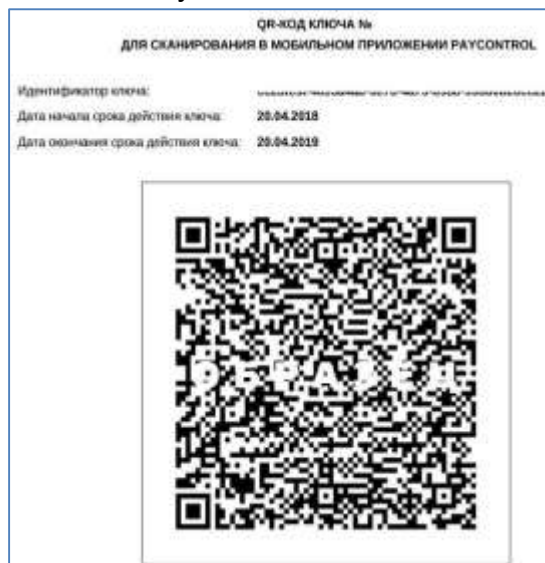 QR-КОД КЛЮЧА №
ДЛЯ СКАНИРОВАНИЯ В МОБИЛЬНОМ ПРИЛОЖЕНИИ PAYCONTROL
Идентификатор ключа:
Дата начала срока действия ключа: 20.04.2018
Дата окончания срока действия ключа: 20.04.2019
ОБРАЗЕЦ